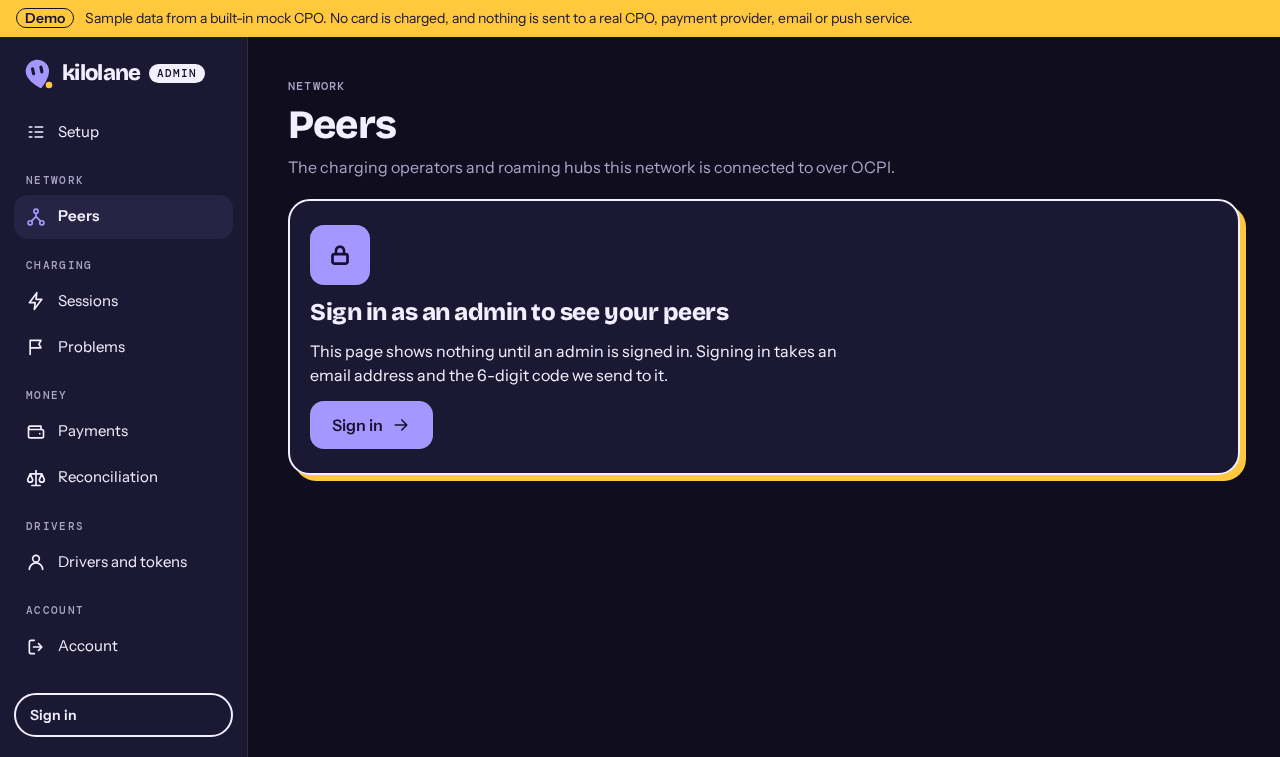 Demo Sample data from a built-in mock CPO. No card is charged, and nothing is sent to a real CPO, payment provider, email or push service.
kilolane ADMIN
Setup
NETWORK
Peers
CHARGING
Sessions
Problems
MONEY
Payments
Reconciliation
DRIVERS
Drivers and tokens
ACCOUNT
Account
Sign in
NETWORK
Peers
The charging operators and roaming hubs this network is connected to over OCPI.
Sign in as an admin to see your peers
This page shows nothing until an admin is signed in. Signing in takes an
email address and the 6-digit code we send to it.
Sign in